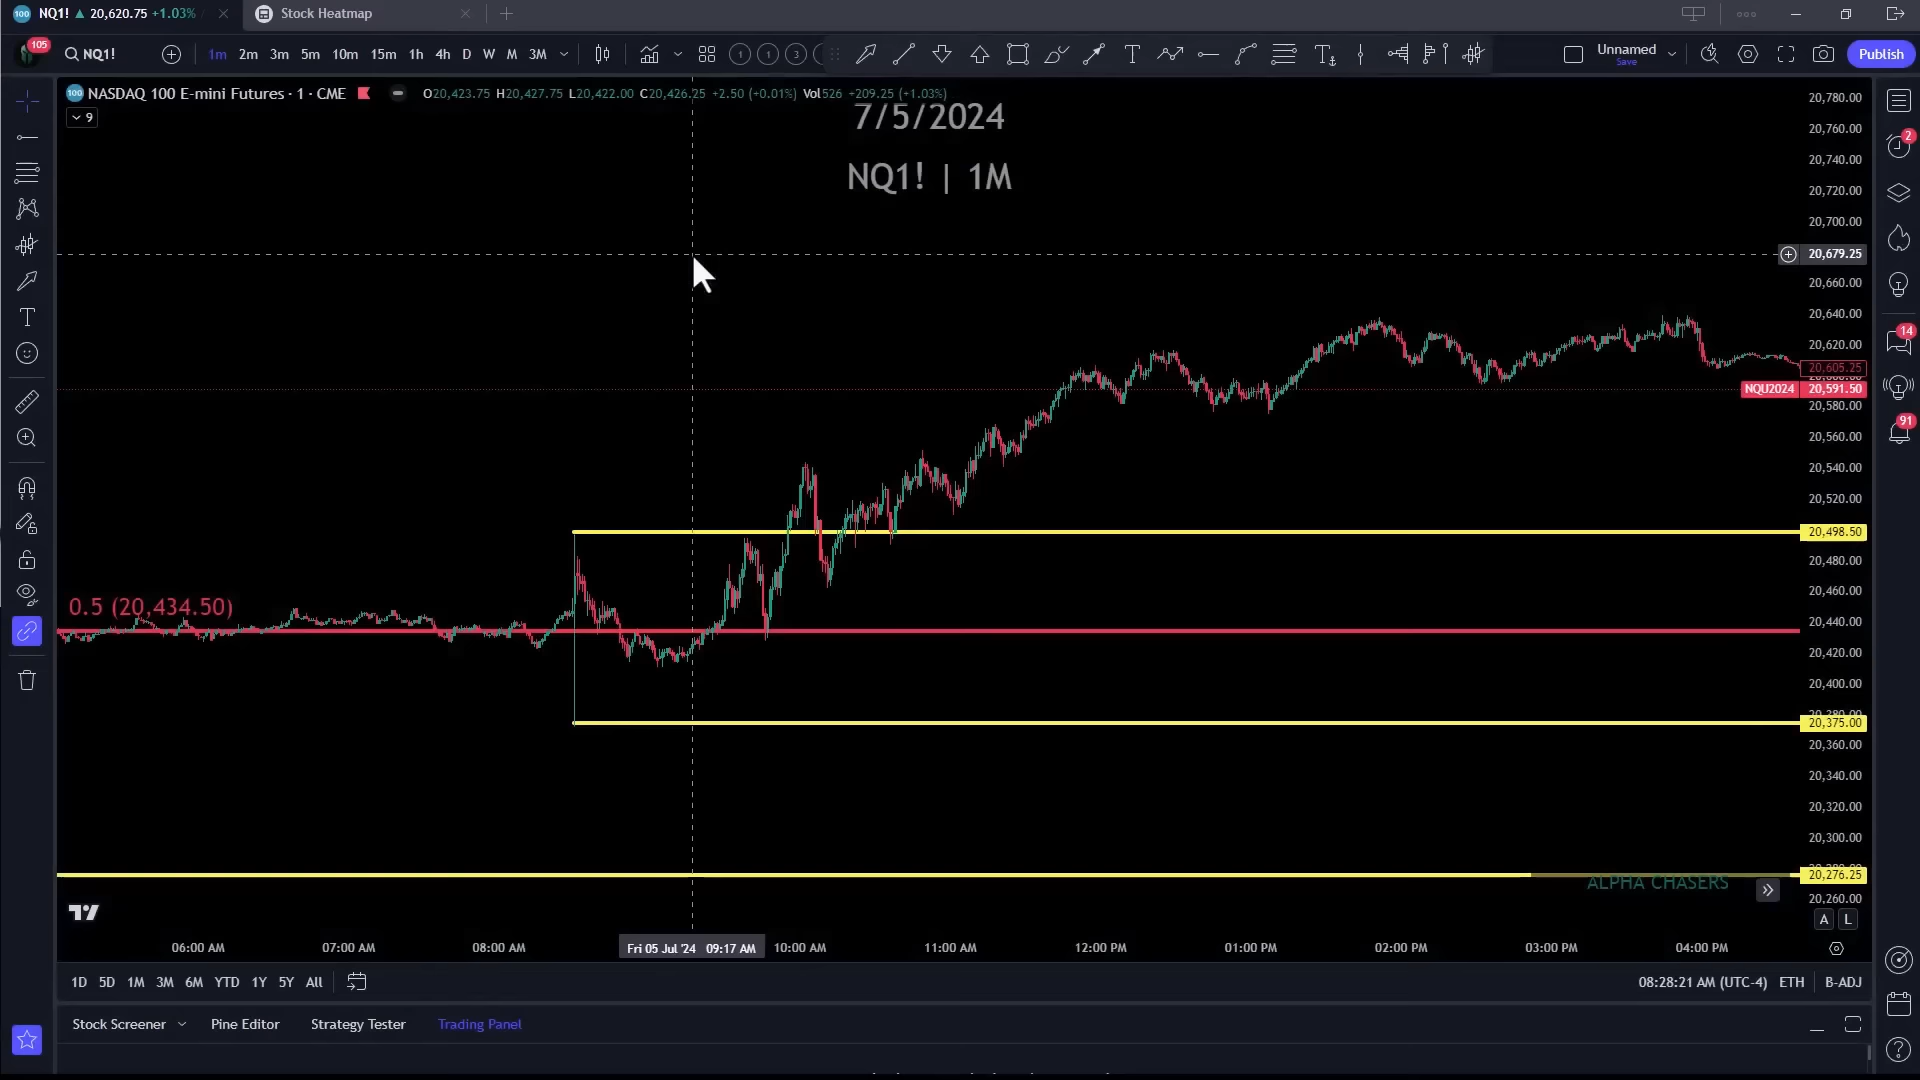 NQ1! ▲ 20,620.75 +1.03%
Stock Heatmap
105
NQ1!
1m 2m 3m 5m 10m 15m 1h 4h D W M 3M
1 1 3
Unnamed
Save
Publish
NASDAQ 100 E-mini Futures · 1 · CME
O20,423.75 H20,427.75 L20,422.00 C20,426.25 +2.50 (+0.01%) Vol526 +209.25 (+1.03%)
9
7/5/2024
NQ1! | 1M
20,780.00
20,760.00
20,740.00
20,720.00
20,700.00
20,679.25
20,660.00
20,640.00
20,620.00
20,605.25
NQU2024 20,591.50
20,580.00
20,560.00
20,540.00
20,520.00
20,498.50
20,480.00
20,460.00
0.5 (20,434.50)
20,440.00
20,420.00
20,400.00
20,375.00
20,360.00
20,340.00
20,320.00
20,300.00
20,276.25
ALPHA CHASERS
20,260.00
A L
2
14
91
06:00 AM 07:00 AM 08:00 AM Fri 05 Jul '24 09:17 AM 10:00 AM 11:00 AM 12:00 PM 01:00 PM 02:00 PM 03:00 PM 04:00 PM
1D 5D 1M 3M 6M YTD 1Y 5Y All
08:28:21 AM (UTC-4) ETH B-ADJ
Stock Screener Pine Editor Strategy Tester Trading Panel